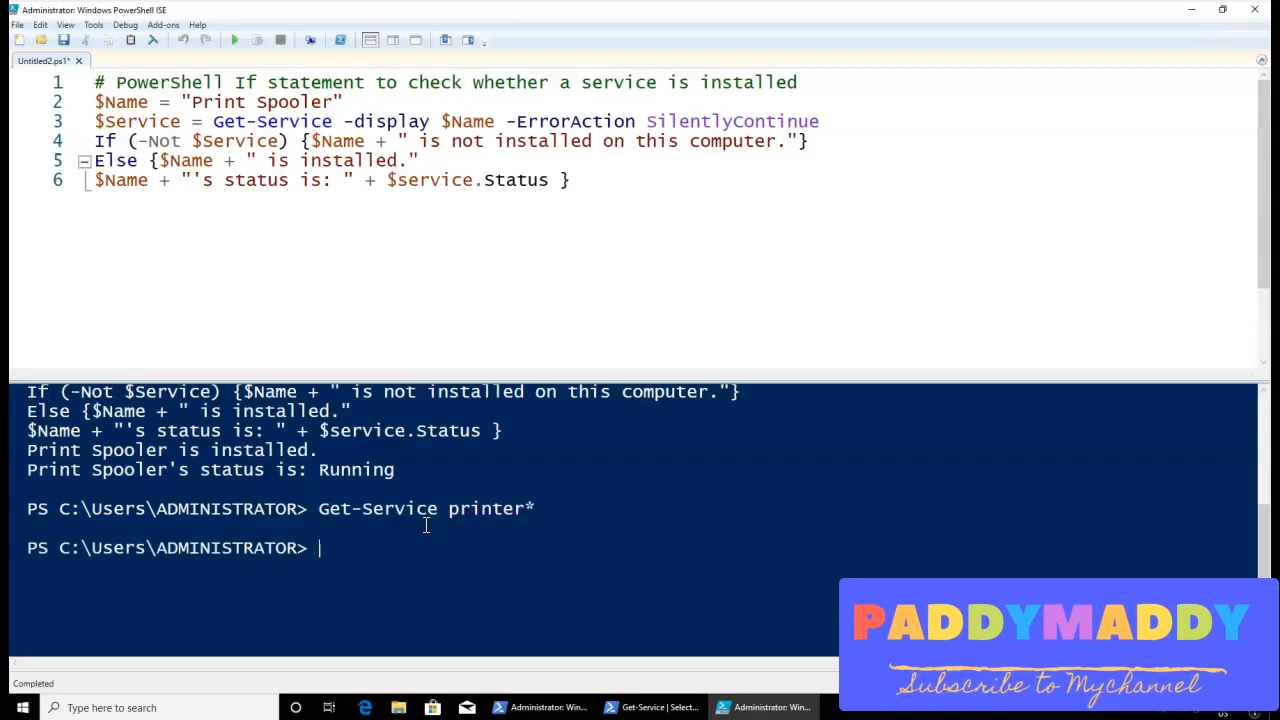 Administrator: Windows PowerShell ISE
File Edit View Tools Debug Add-ons Help
Untitled2.ps1*
1 # PowerShell If statement to check whether a service is installed
2 $Name = "Print Spooler"
3 $Service = Get-Service -display $Name -ErrorAction SilentlyContinue
4 If (-Not $Service) {$Name + " is not installed on this computer."}
5 Else {$Name + " is installed."
6 $Name + "'s status is: " + $service.Status }
If (-Not $Service) {$Name + " is not installed on this computer."}
Else {$Name + " is installed."
$Name + "'s status is: " + $service.Status }
Print Spooler is installed.
Print Spooler's status is: Running
PS C:\Users\ADMINISTRATOR> Get-Service printer*
PS C:\Users\ADMINISTRATOR>
PADDYMADDY
Subscribe to Mychannel
Completed
Type here to search
Administrator: Win...
Get-Service | Select...
Administrator: Win...